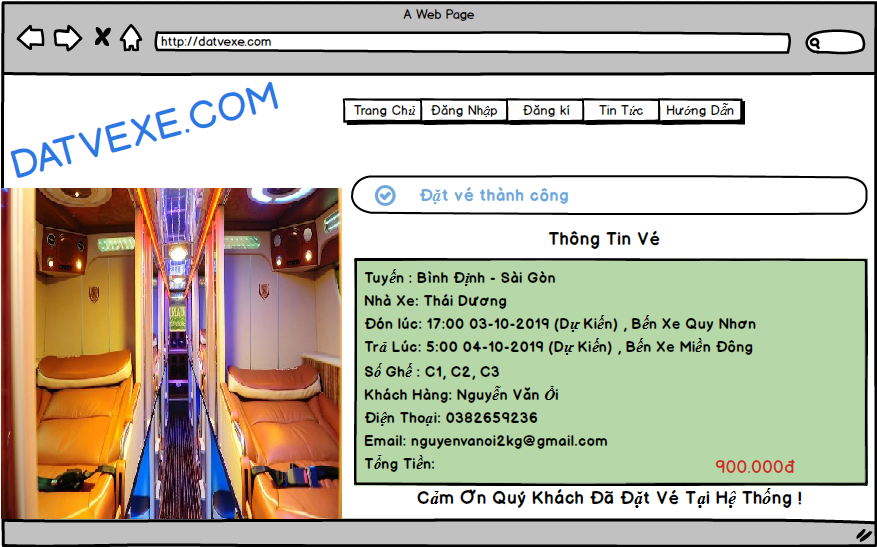 A Web Page
http://datvexe.com
DATVEXE.COM
Trang Chủ Đăng Nhập Đăng kí Tin Tức Hướng Dẫn
Đặt vé thành công
Thông Tin Vé
Tuyến : Bình Định - Sài Gòn
Nhà Xe: Thái Dương
Đón lúc: 17:00 03-10-2019 (Dự Kiến) , Bến Xe Quy Nhơn
Trả Lúc: 5:00 04-10-2019 (Dự Kiến) , Bến Xe Miền Đông
Số Ghế : C1, C2, C3
Khách Hàng: Nguyễn Văn Ổi
Điện Thoại: 0382659236
Email: nguyenvanoi2kg@gmail.com
Tổng Tiền: 900.000đ
Cảm Ơn Quý Khách Đã Đặt Vé Tại Hệ Thống !